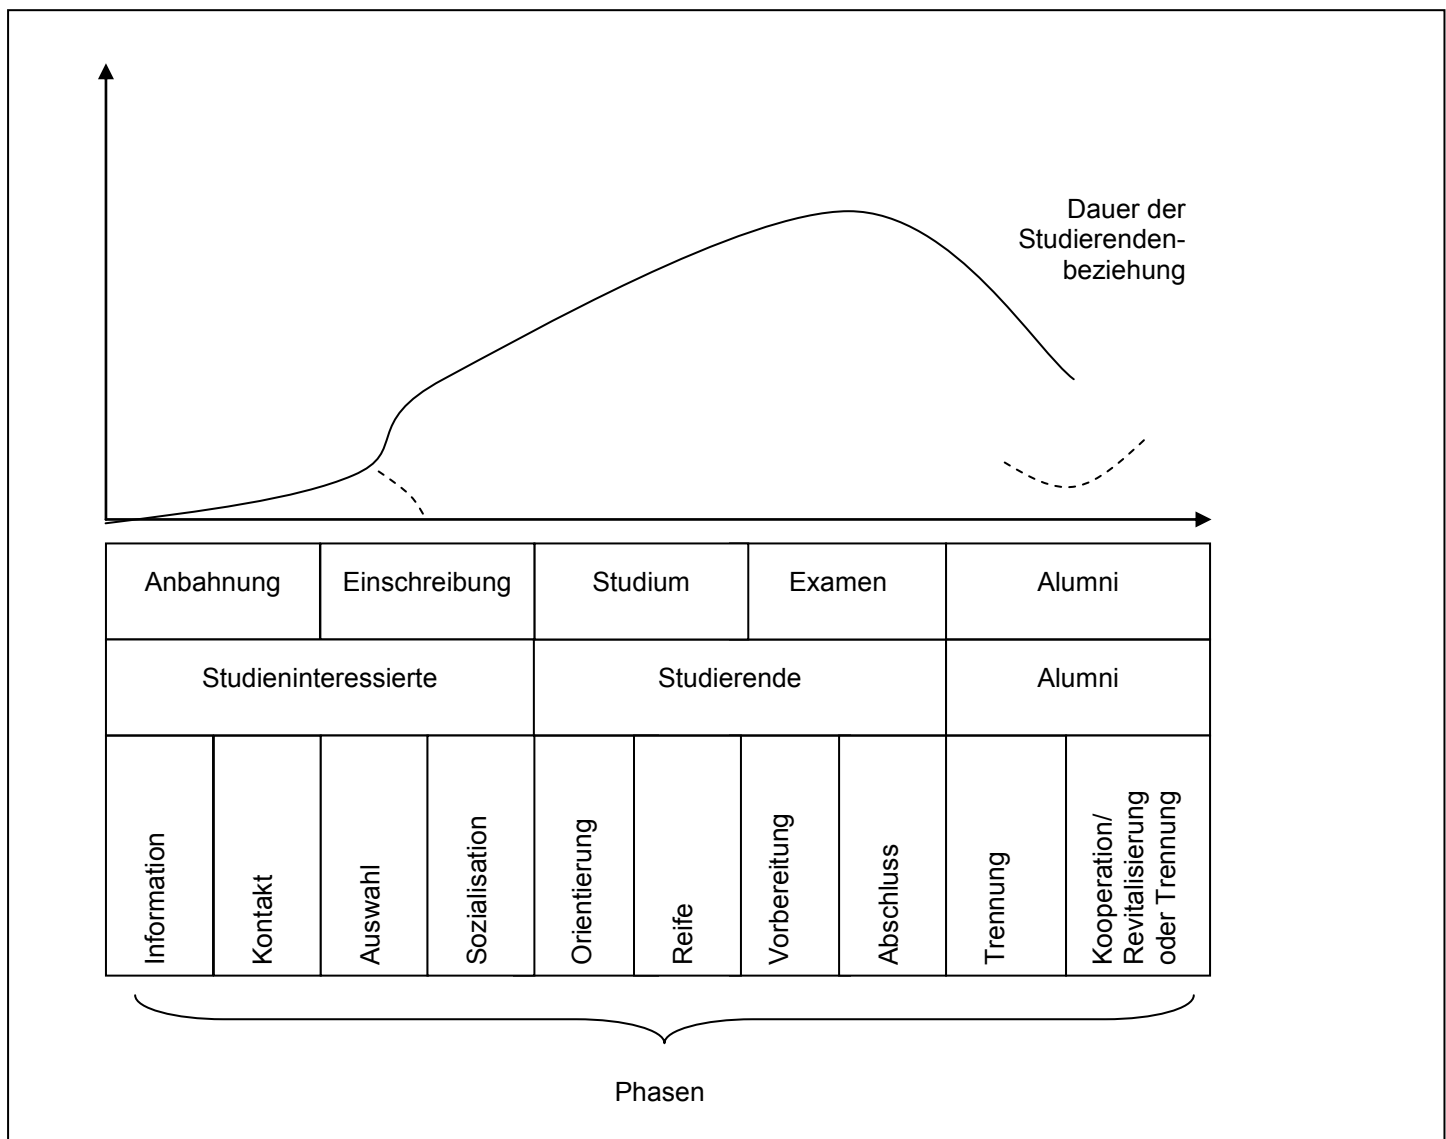 Dauer der
Studierenden-
beziehung
Anbahnung
Einschreibung
Studium
Examen
Alumni
Studieninteressierte
Studierende
Alumni
Information
Kontakt
Auswahl
Sozialisation
Orientierung
Reife
Vorbereitung
Abschluss
Trennung
Kooperation/
Revitalisierung
oder Trennung
Phasen